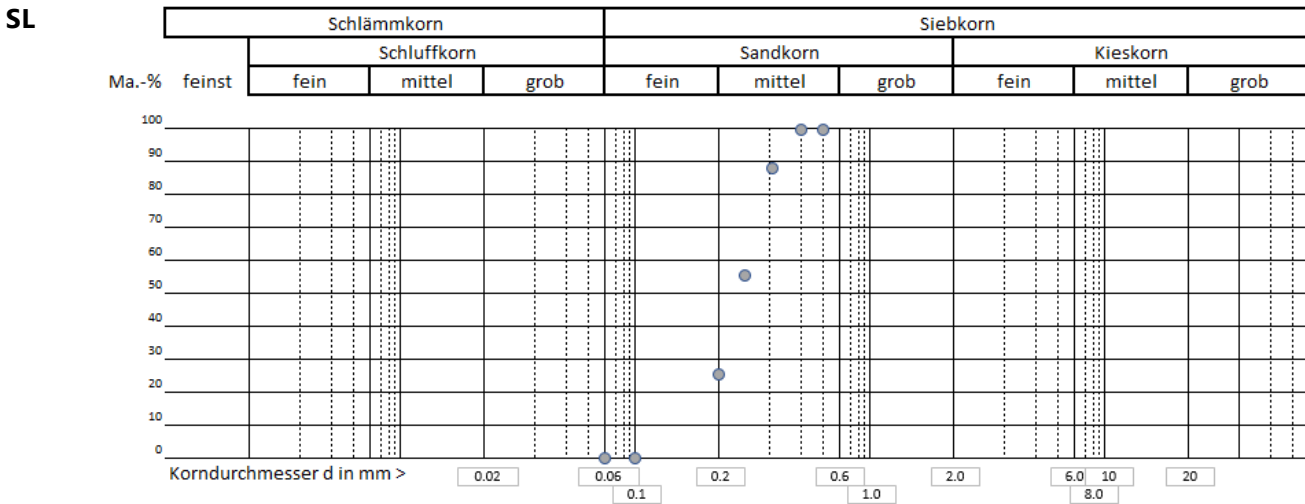 SL
Schlämmkorn Siebkorn
Schluffkorn Sandkorn Kieskorn
Ma.-% feinst fein mittel grob fein mittel grob fein mittel grob
100
90
80
70
60
50
40
30
20
10
0
Korndurchmesser d in mm > 0.02 0.06 0.2 0.6 2.0 6.0 10 20
0.1 1.0 8.0